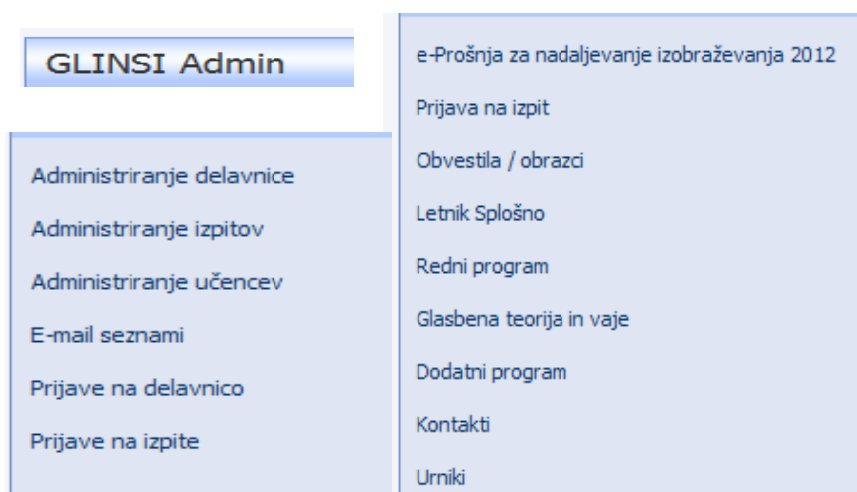 GLINSI Admin
Administriranje delavnice
Administriranje izpitov
Administriranje učencev
E-mail seznami
Prijave na delavnico
Prijave na izpite
e-Prošnja za nadaljevanje izobraževanja 2012
Prijava na izpit
Obvestila / obrazci
Letnik Splošno
Redni program
Glasbena teorija in vaje
Dodatni program
Kontakti
Urniki